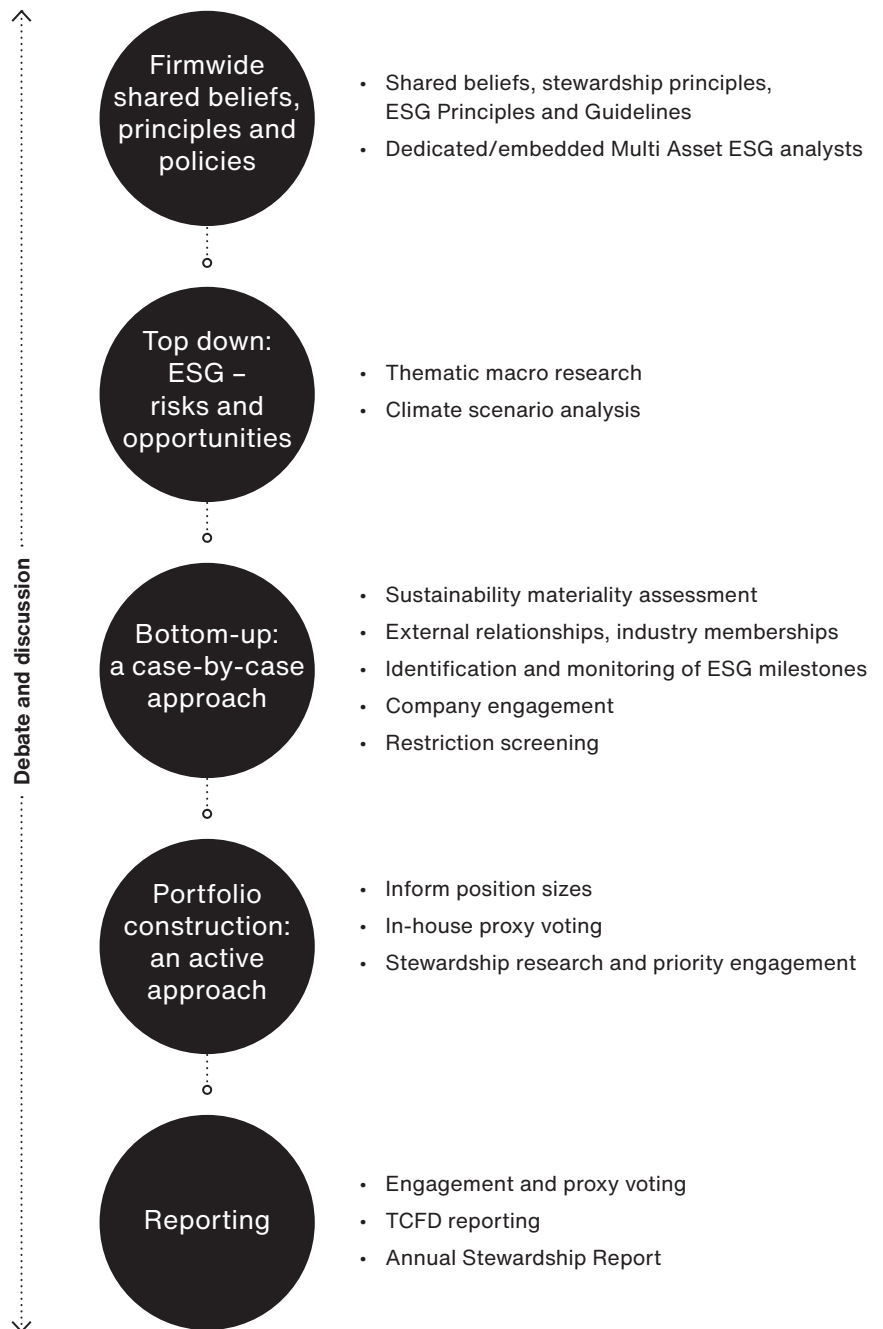 Firmwide
shared beliefs,
principles and
policies
• Shared beliefs, stewardship principles,
ESG Principles and Guidelines
• Dedicated/embedded Multi Asset ESG analysts
Top down:
ESG –
risks and
opportunities
• Thematic macro research
• Climate scenario analysis
Debate and discussion
Bottom-up:
a case-by-case
approach
• Sustainability materiality assessment
• External relationships, industry memberships
• Identification and monitoring of ESG milestones
• Company engagement
• Restriction screening
Portfolio
construction:
an active
approach
• Inform position sizes
• In-house proxy voting
• Stewardship research and priority engagement
Reporting
• Engagement and proxy voting
• TCFD reporting
• Annual Stewardship Report